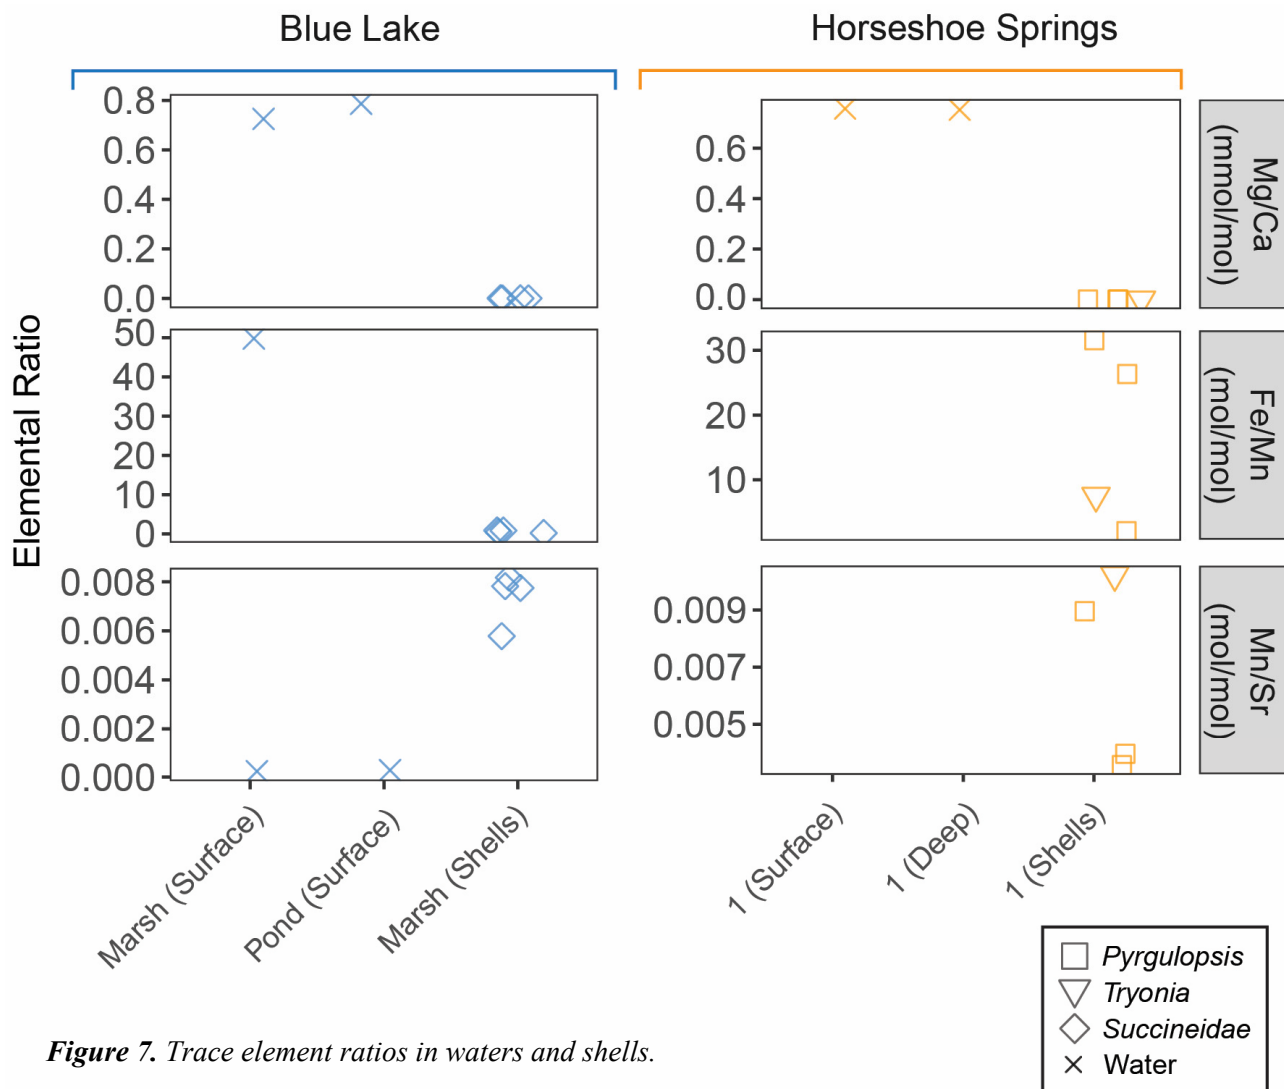 Blue Lake
Horseshoe Springs
Elemental Ratio
0.8
0.6
0.4
0.2
0.0
0.6
0.4
0.2
0.0
Mg/Ca
(mmol/mol)
50
40
30
20
10
0
30
20
10
Fe/Mn
(mol/mol)
0.008
0.006
0.004
0.002
0.000
0.009
0.007
0.005
Mn/Sr
(mol/mol)
Marsh (Surface)
Pond (Surface)
Marsh (Shells)
1 (Surface)
1 (Deep)
1 (Shells)
Pyrgulopsis
Tryonia
Succineidae
Water
Figure 7. Trace element ratios in waters and shells.